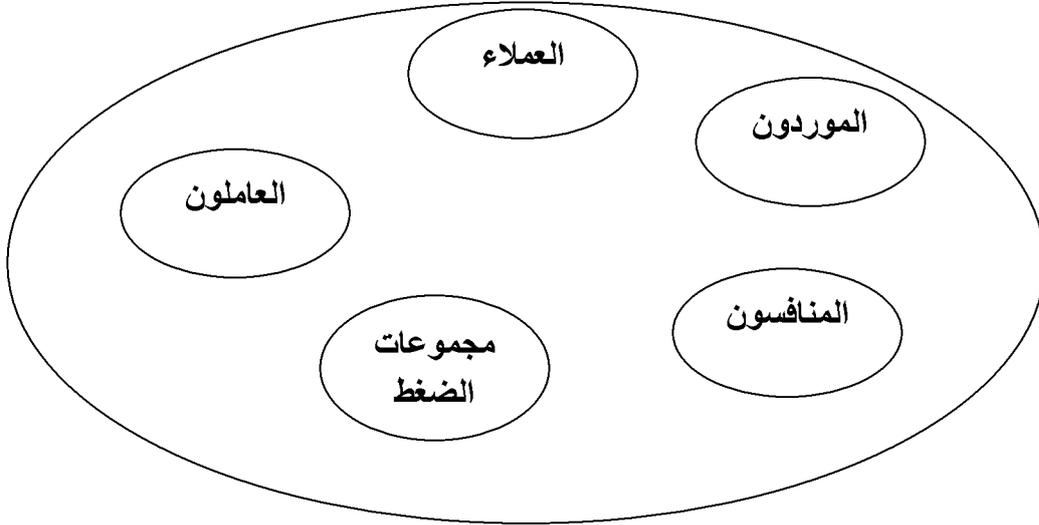 العملاء
الموردون
العاملون
المنافسون
مجموعات
الضغط